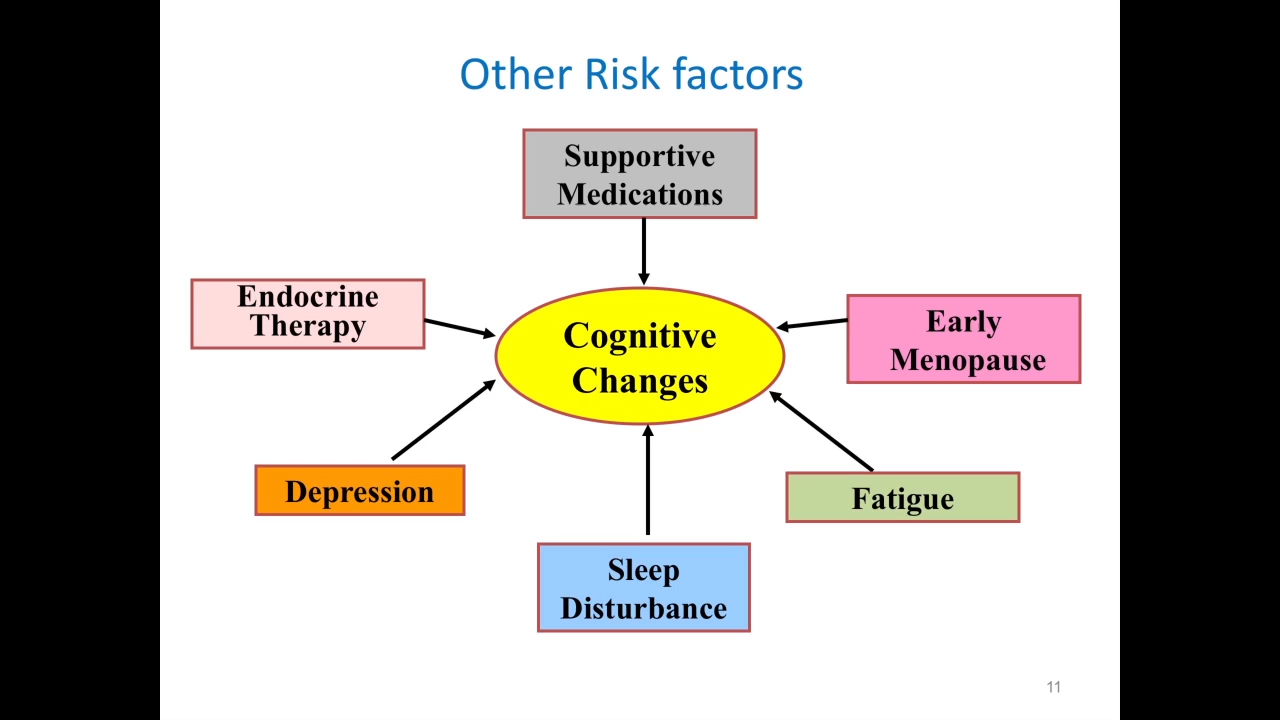 Other Risk factors
Supportive
Medications
Endocrine
Therapy
Cognitive
Changes
Early
Menopause
Depression
Fatigue
Sleep
Disturbance
11